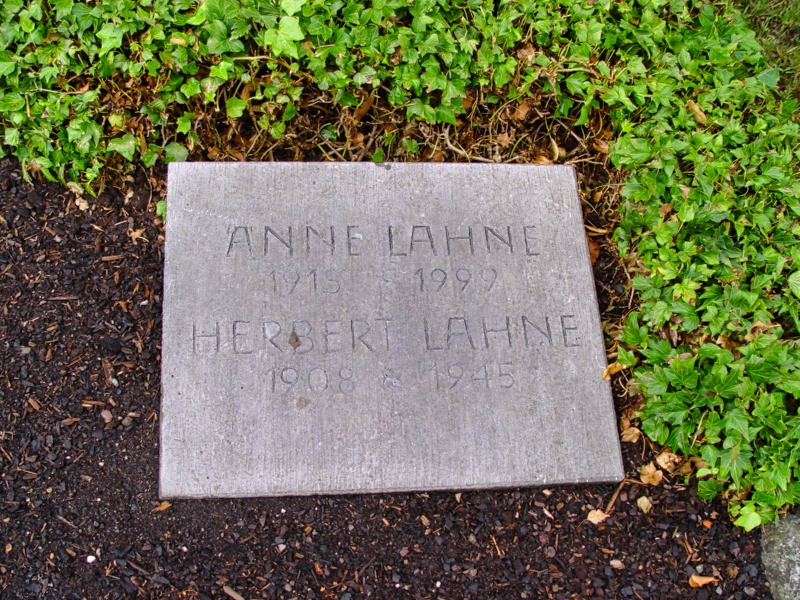 ANNE LAHNE
1915 * 1999
HERBERT LAHNE
1908 * 1945